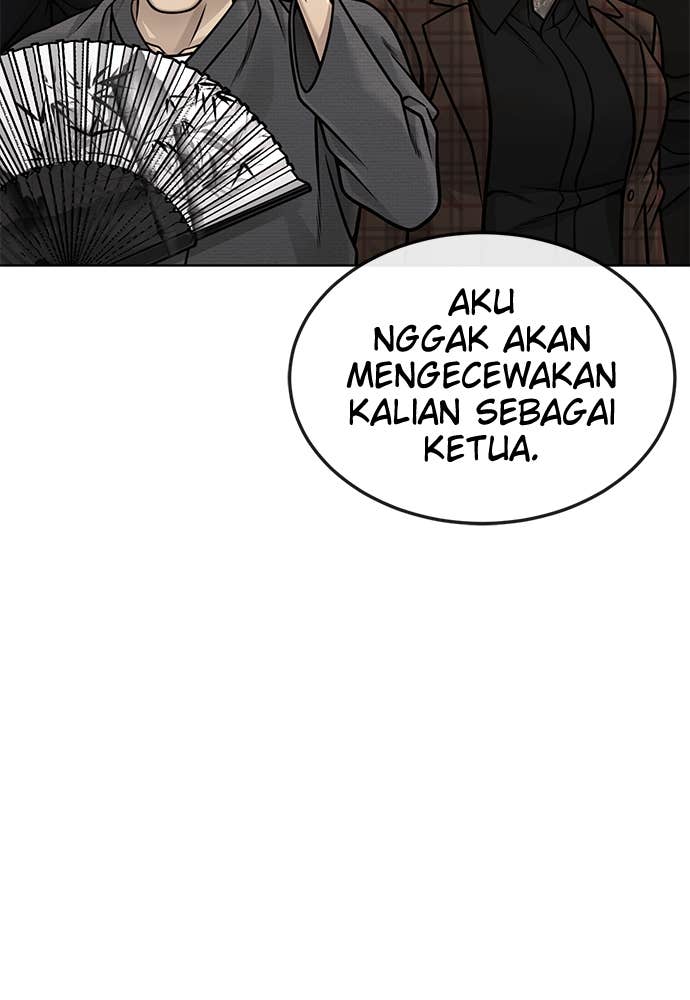 AKU
NGGAK AKAN
MENGECEWAKAN
KALIAN SEBAGAI
KETUA.